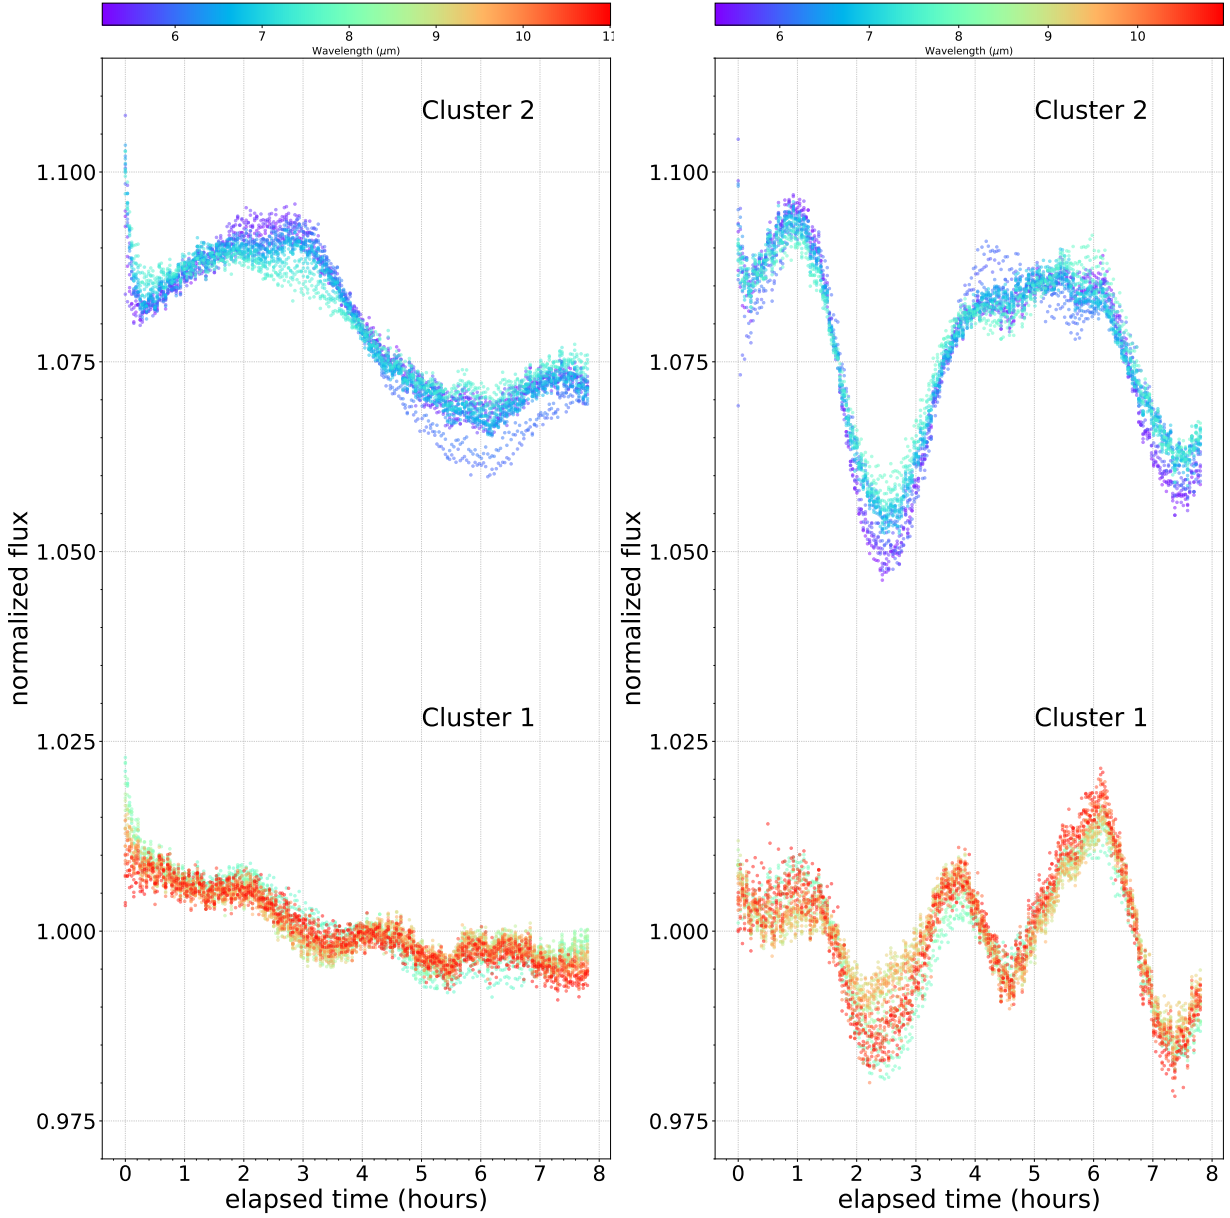 6 7 8 9 10 11
Wavelength (μm)
Cluster 2
1.100
1.075
1.050
Cluster 1
1.025
1.000
0.975
normalized flux
0 1 2 3 4 5 6 7 8
elapsed time (hours)
6 7 8 9 10
Wavelength (μm)
Cluster 2
1.100
1.075
1.050
Cluster 1
1.025
1.000
0.975
normalized flux
0 1 2 3 4 5 6 7 8
elapsed time (hours)